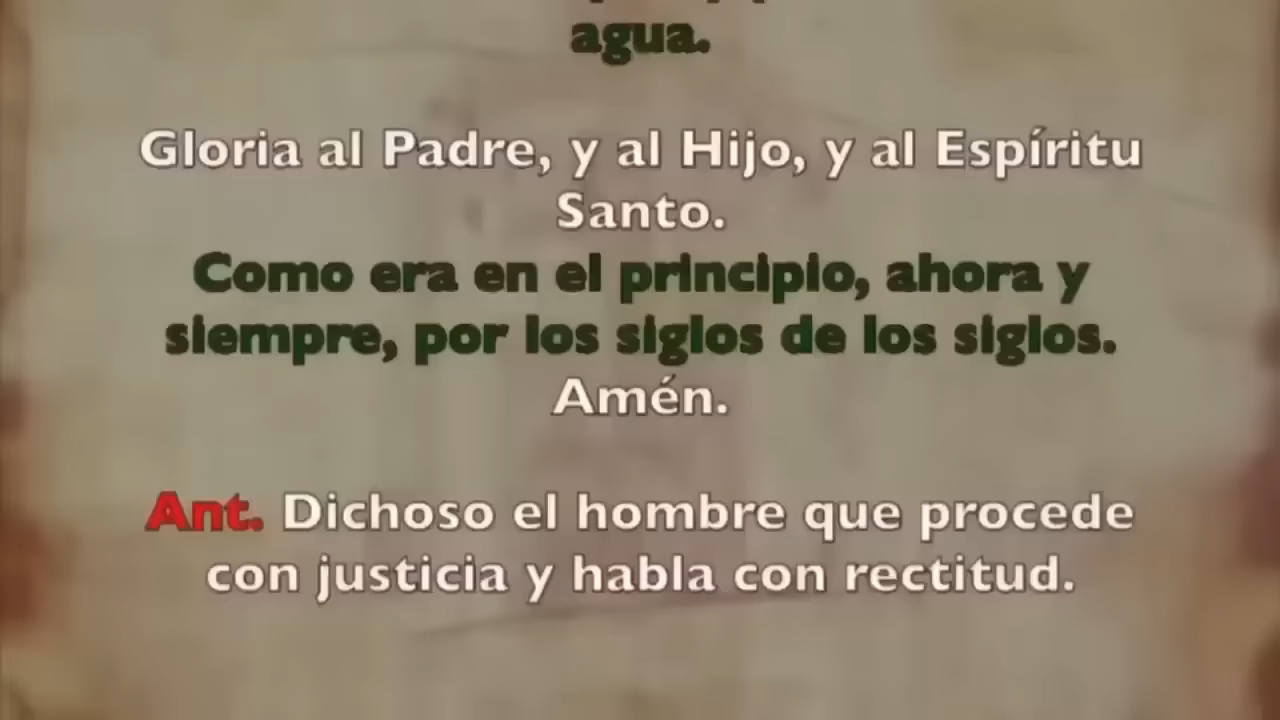 agua.
Gloria al Padre, y al Hijo, y al Espíritu
Santo.
Como era en el principio, ahora y
siempre, por los siglos de los siglos.
Amén.
Ant. Dichoso el hombre que procede
con justicia y habla con rectitud.